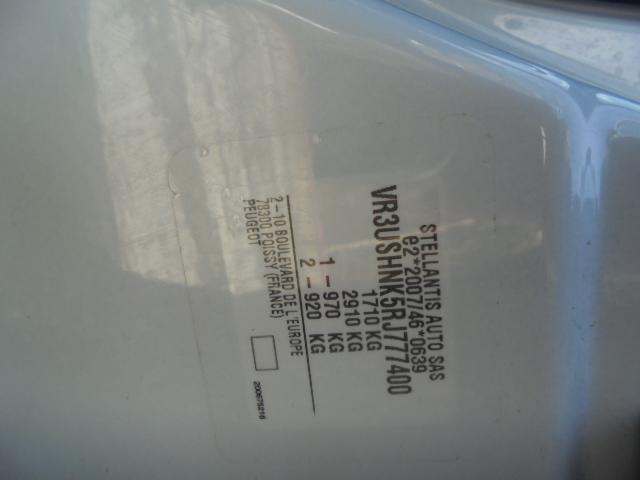 STELLANTIS AUTO SAS
e2*2007/46*0639
VR3USHNK5RJ777400
1710 KG
2910 KG
1 - 970 KG
2 - 920 KG
2-10 BOULEVARD DE L'EUROPE
78300 POISSY (FRANCE)
PEUGEOT
200675216